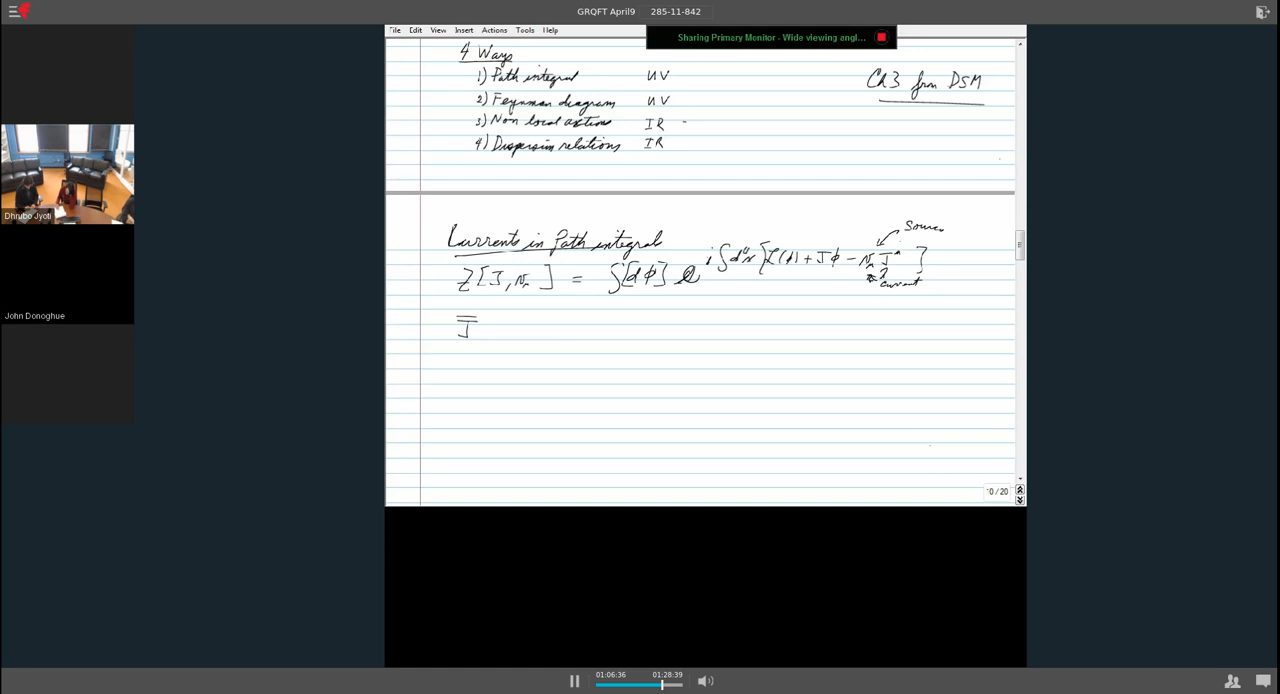 GRQFT April9 285-11-842
File Edit View Insert Actions Tools Help
Sharing Primary Monitor - Wide viewing angl...
4 Ways
1) Path integral UV
2) Feynman diagram UV
3) Non local actions IR
4) Dispersion relations IR
Ch3 from DSM
Currents in Path integral
Source
Z[J, v_μ] = ∫[dφ] e^{i∫d⁴x[L(φ) + Jφ - v_μ J^μ]}
current
J
Dhrubo Jyoti
John Donoghue
10/20
01:06:36 01:28:39